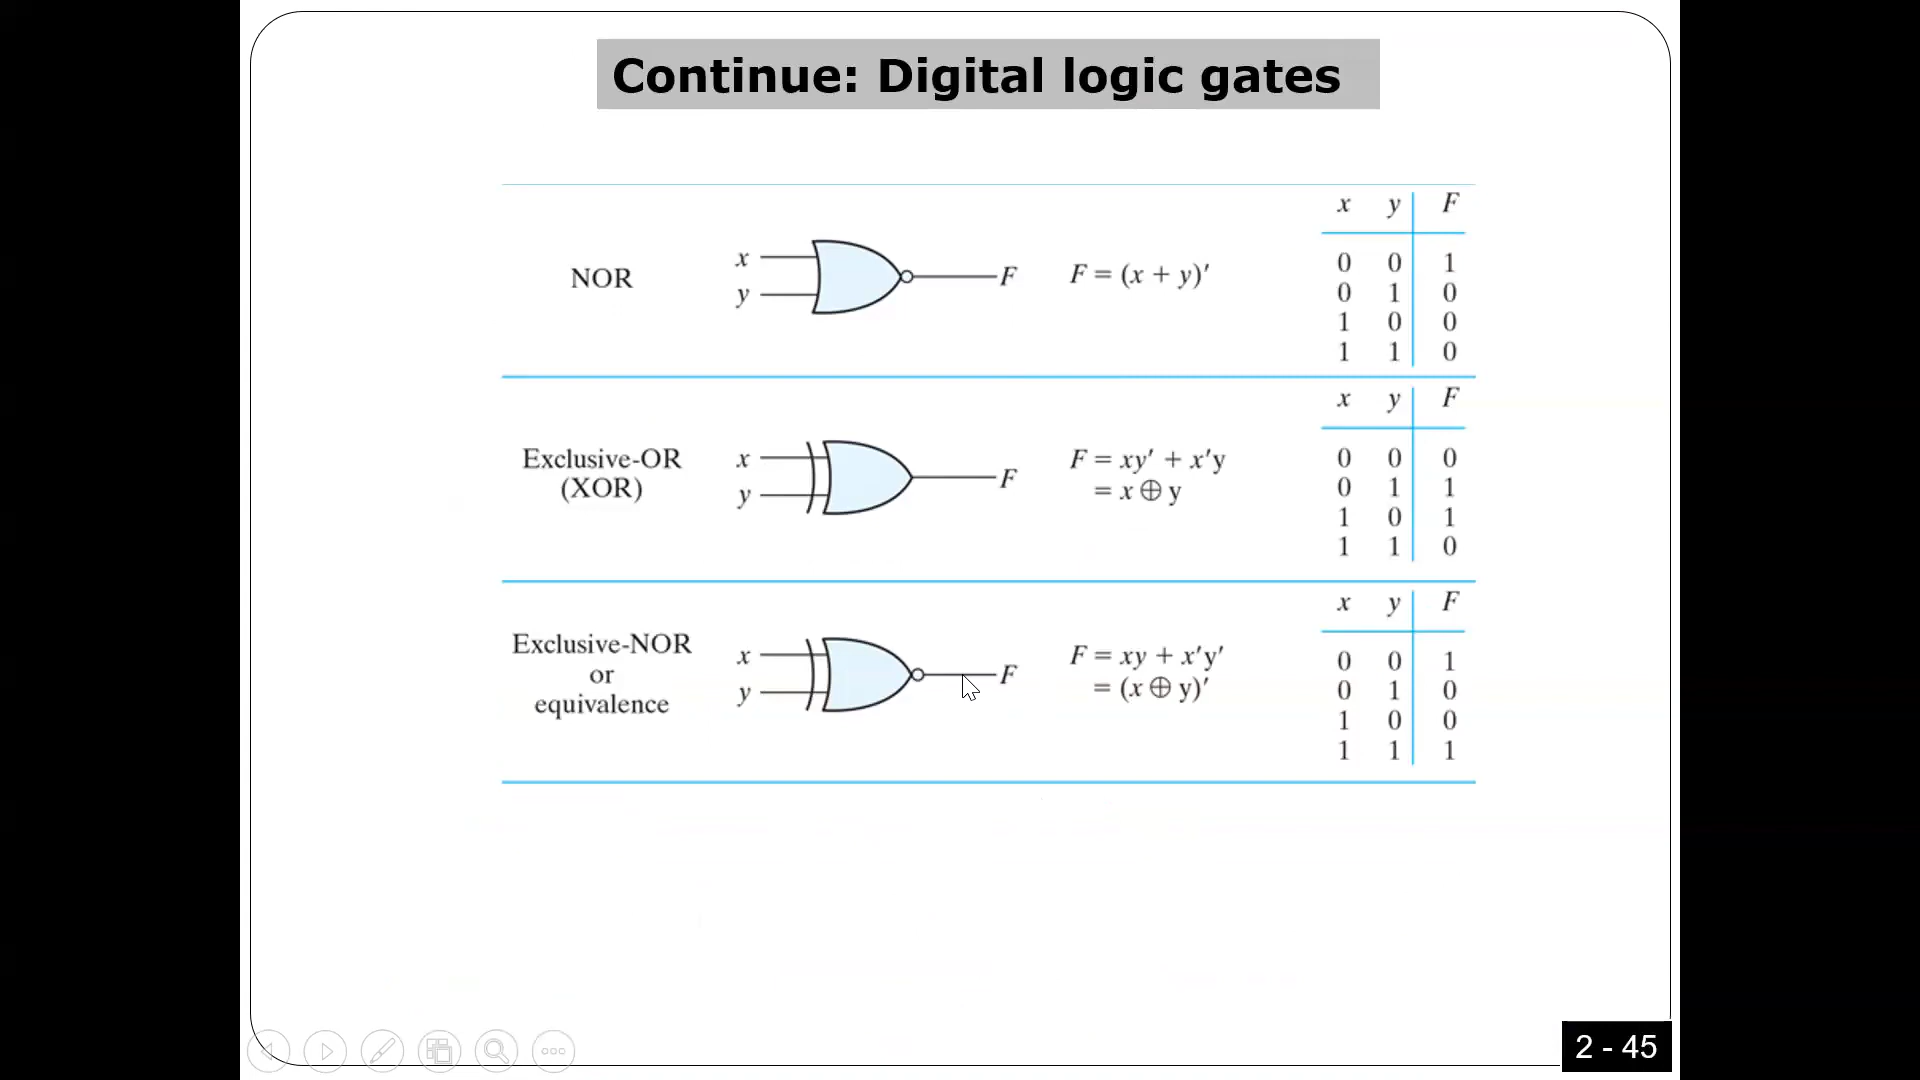 Continue: Digital logic gates
x y F
NOR
x
y
F
F = (x + y)′
0 0 1
0 1 0
1 0 0
1 1 0
x y F
Exclusive-OR
(XOR)
x
y
F
F = xy′ + x′y
= x ⊕ y
0 0 0
0 1 1
1 0 1
1 1 0
x y F
Exclusive-NOR
or
equivalence
x
y
F
F = xy + x′y′
= (x ⊕ y)′
0 0 1
0 1 0
1 0 0
1 1 1
2 - 45